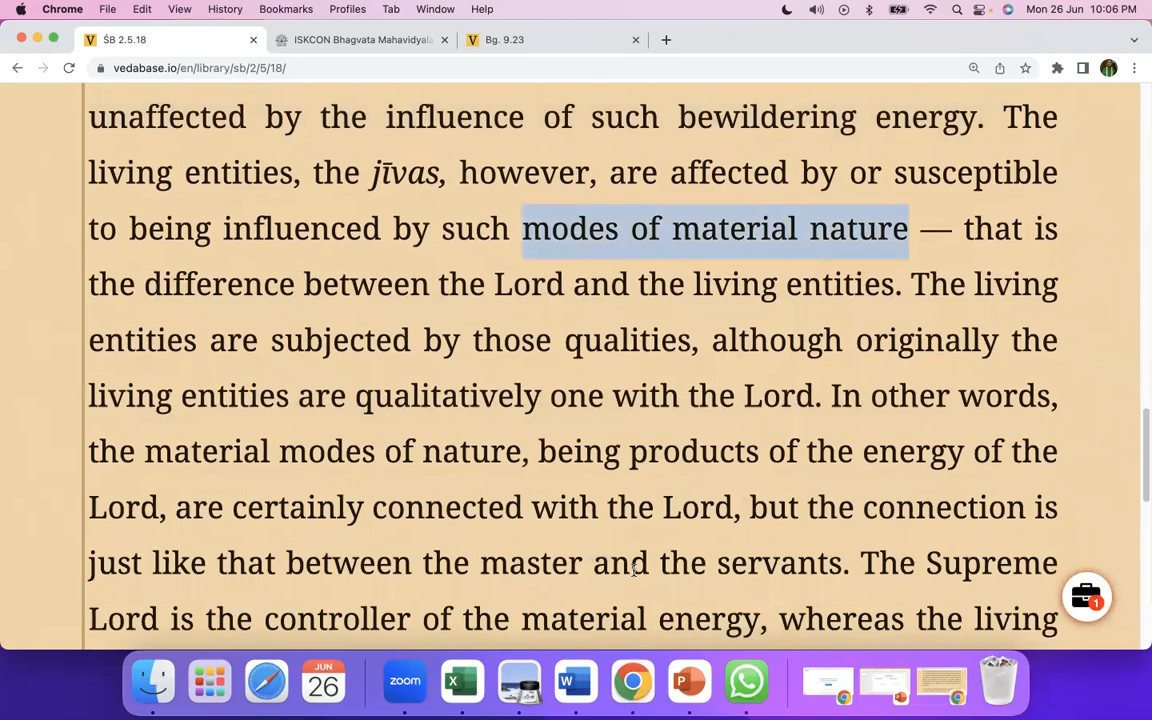 Chrome File Edit View History Bookmarks Profiles Tab Window Help Mon 26 Jun 10:06 PM
ŚB 2.5.18 ISKCON Bhagvata Mahavidyala Bg. 9.23
vedabase.io/en/library/sb/2/5/18/
unaffected by the influence of such bewildering energy. The
living entities, the jīvas, however, are affected by or susceptible
to being influenced by such modes of material nature — that is
the difference between the Lord and the living entities. The living
entities are subjected by those qualities, although originally the
living entities are qualitatively one with the Lord. In other words,
the material modes of nature, being products of the energy of the
Lord, are certainly connected with the Lord, but the connection is
just like that between the master and the servants. The Supreme
Lord is the controller of the material energy, whereas the living
1
JUN
26
zoom